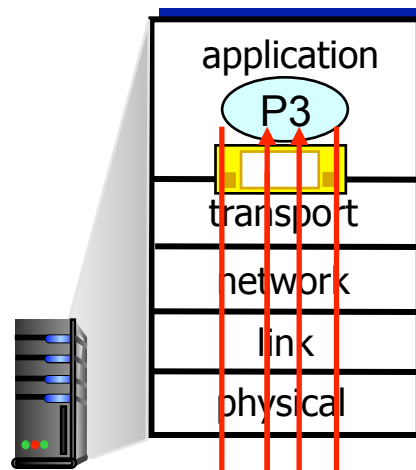 application
P3
transport
network
link
physical